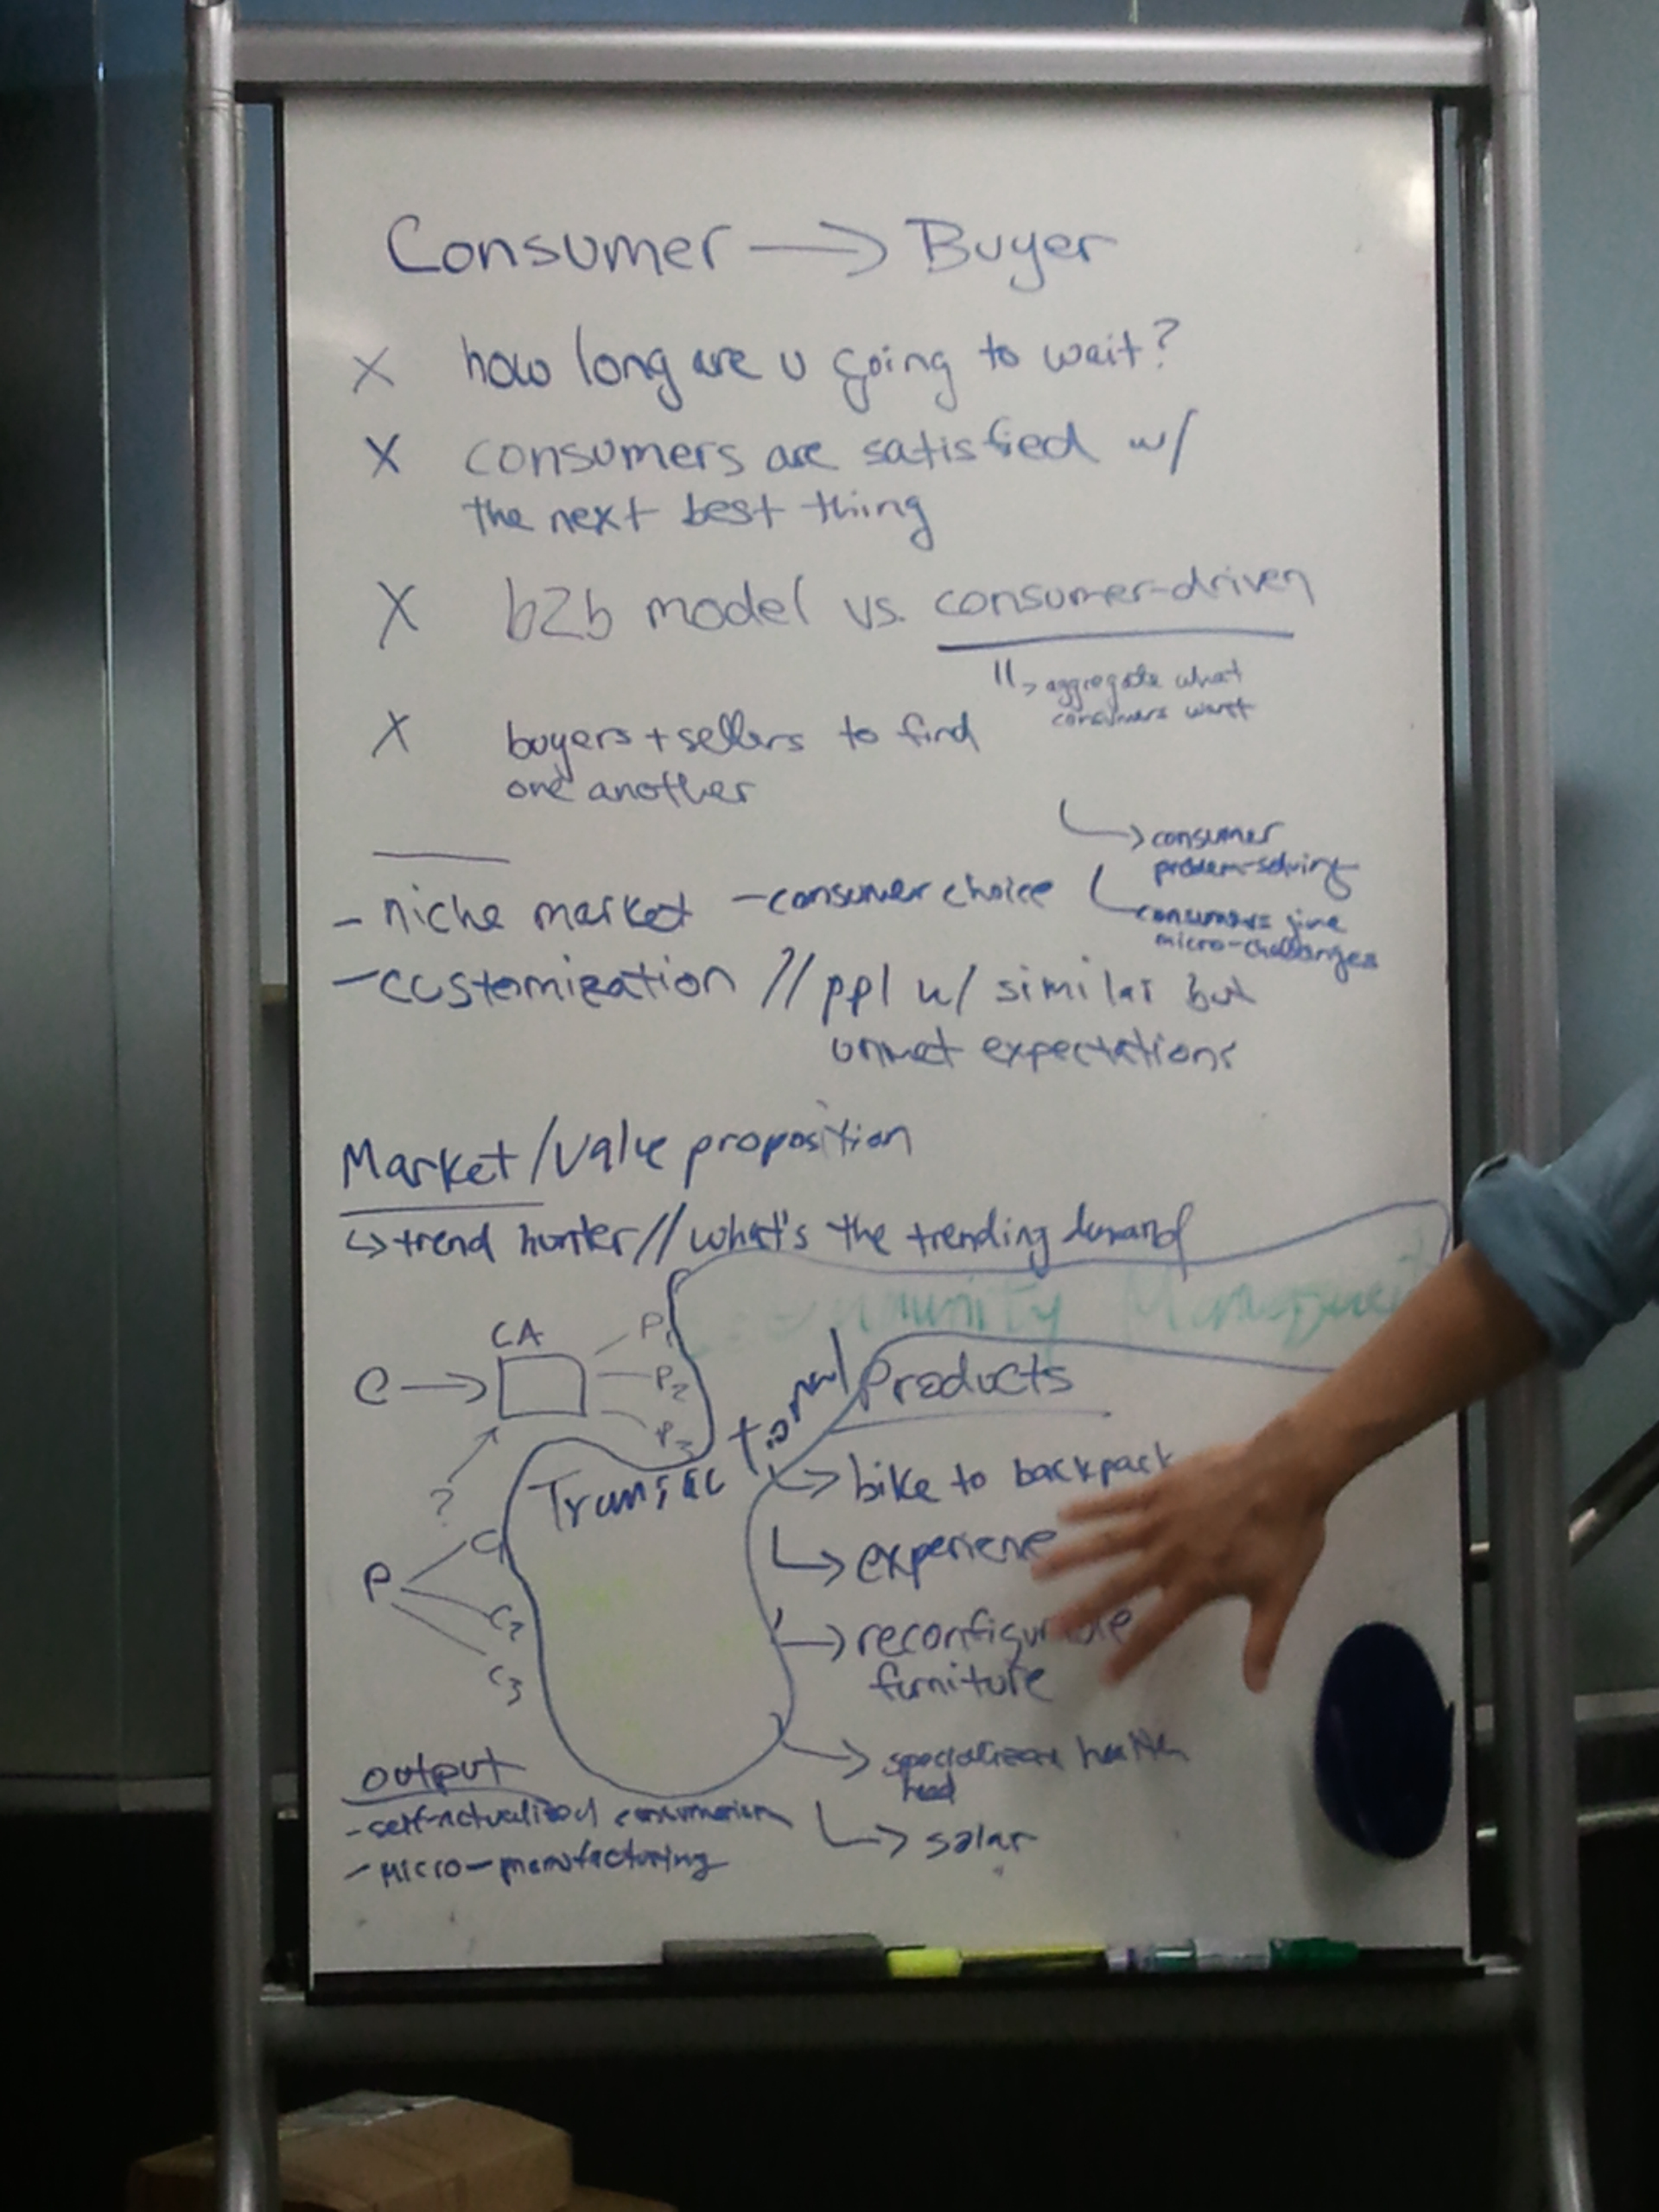 Consumer → Buyer
X how long are u going to wait?
X consumers are satisfied w/
the next best thing
X b2b model vs. consumer-driven
→ aggregate what
consumers want
X buyers + sellers to find
one another
→ consumer
problem-solving
consumers give
micro-challenges
- niche market - consumer choice
- customization // ppl w/ similar but
unmet expectations
Market/Value proposition
↳ trend hunter // what's the trending demand
Community Management
CA
C →
P1
P2
P3
?
P
C1
C2
C3
Transactional
Products
→ bike to backpack
→ experience
→ reconfigurable
furniture
→ specialized health
→ solar
output
- self-actualized consumerism
- micro-manufacturing